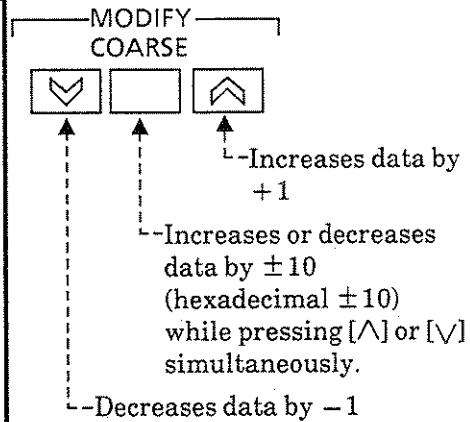 MODIFY
COARSE
Increases data by
+1
Increases or decreases
data by ±10
(hexadecimal ±10)
while pressing [⋀] or [⋁]
simultaneously.
Decreases data by −1